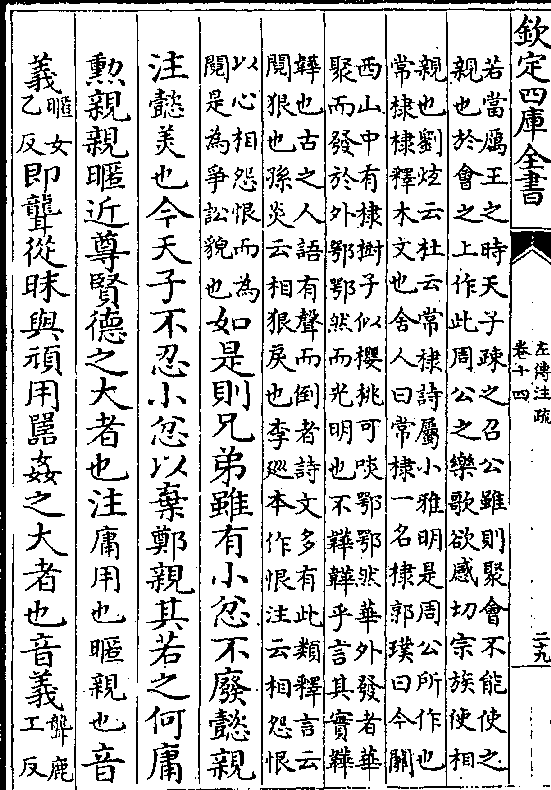 欽定四庫全書
左傳注疏
卷十四
二十九
若當厲王之時天子疎之召公雖則聚會不能使之
親也於會之上作此周公之樂歌欲感切宗族使相
親也劉炫云杜云常棣詩屬小雅明是周公所作也
常棣棣釋木文也舍人曰常棣一名棣郭璞曰今關
西山中有棣樹子似櫻桃可啖鄂鄂然華外發者華
聚而發於外鄂鄂然而光明也不韡韡乎言其實韡
韡也古之人語有聲而倒者詩文多有此類釋言云
鬩狠也孫炎云相狠戾也李廵本作恨注云相怨恨
以心相怨恨而為
鬩是為爭訟貌也
如是則兄弟雖有小忿不廢懿親
注懿美也今天子不忍小忿以棄鄭親其若之何庸
勲親親暱近尊賢德之大者也注庸用也暱親也音
義暱女乙反即聾從昧與頑用嚚姦之大者也音義聾鹿工反